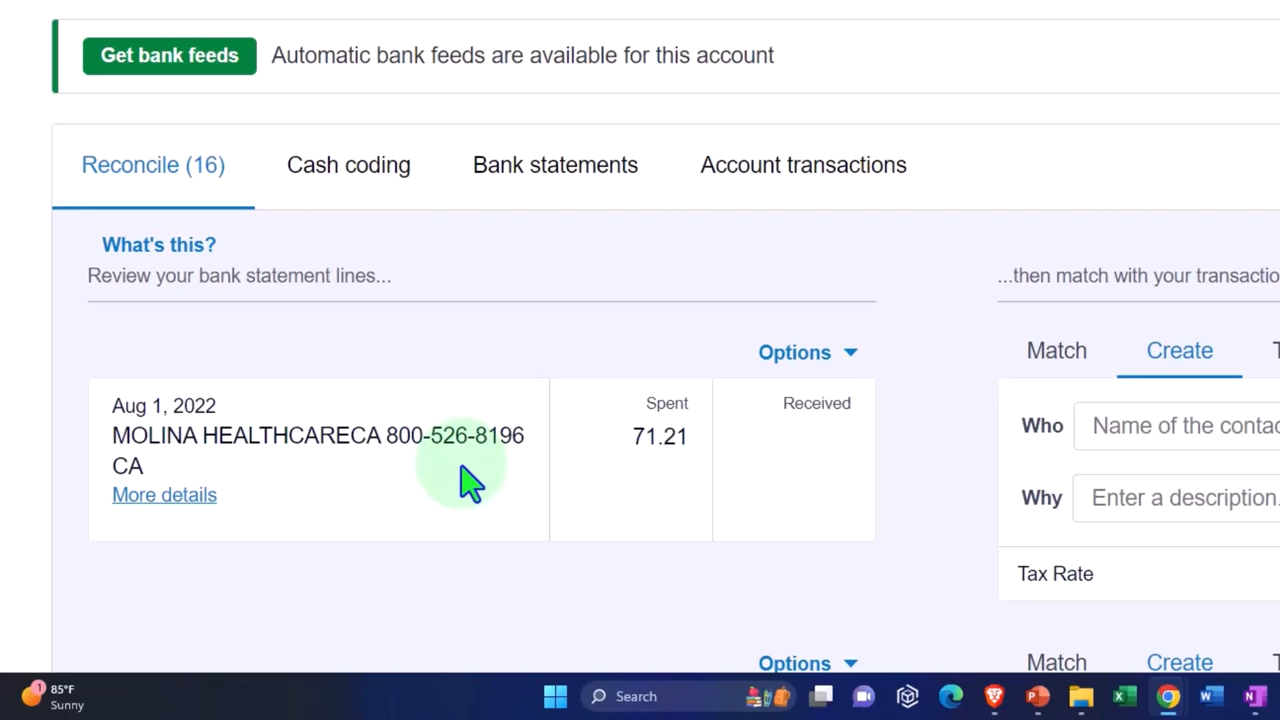 Get bank feeds Automatic bank feeds are available for this account
Reconcile (16) Cash coding Bank statements Account transactions
What's this?
Review your bank statement lines...
...then match with your transactio
Options
Match Create T
Aug 1, 2022
MOLINA HEALTHCARECA 800-526-8196
CA
More details
Spent
71.21
Received
Who Name of the contac
Why Enter a description.
Tax Rate
Options
Match Create T
1
85°F
Sunny
Search